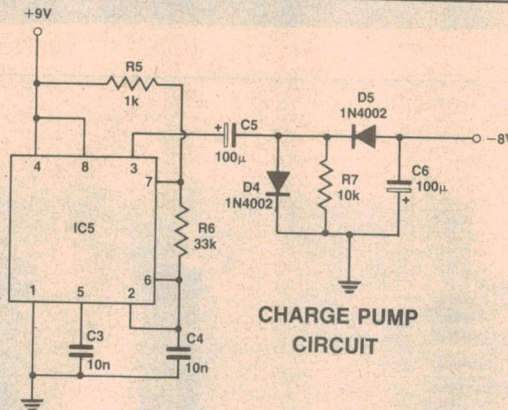 +9V
R5
1k
D5
1N4002
+
C5
100µ
-8V
4
8
3
7
D4
1N4002
R7
10k
C6
100µ
+
IC5
R6
33k
6
1
5
2
C3
10n
C4
10n
CHARGE PUMP
CIRCUIT